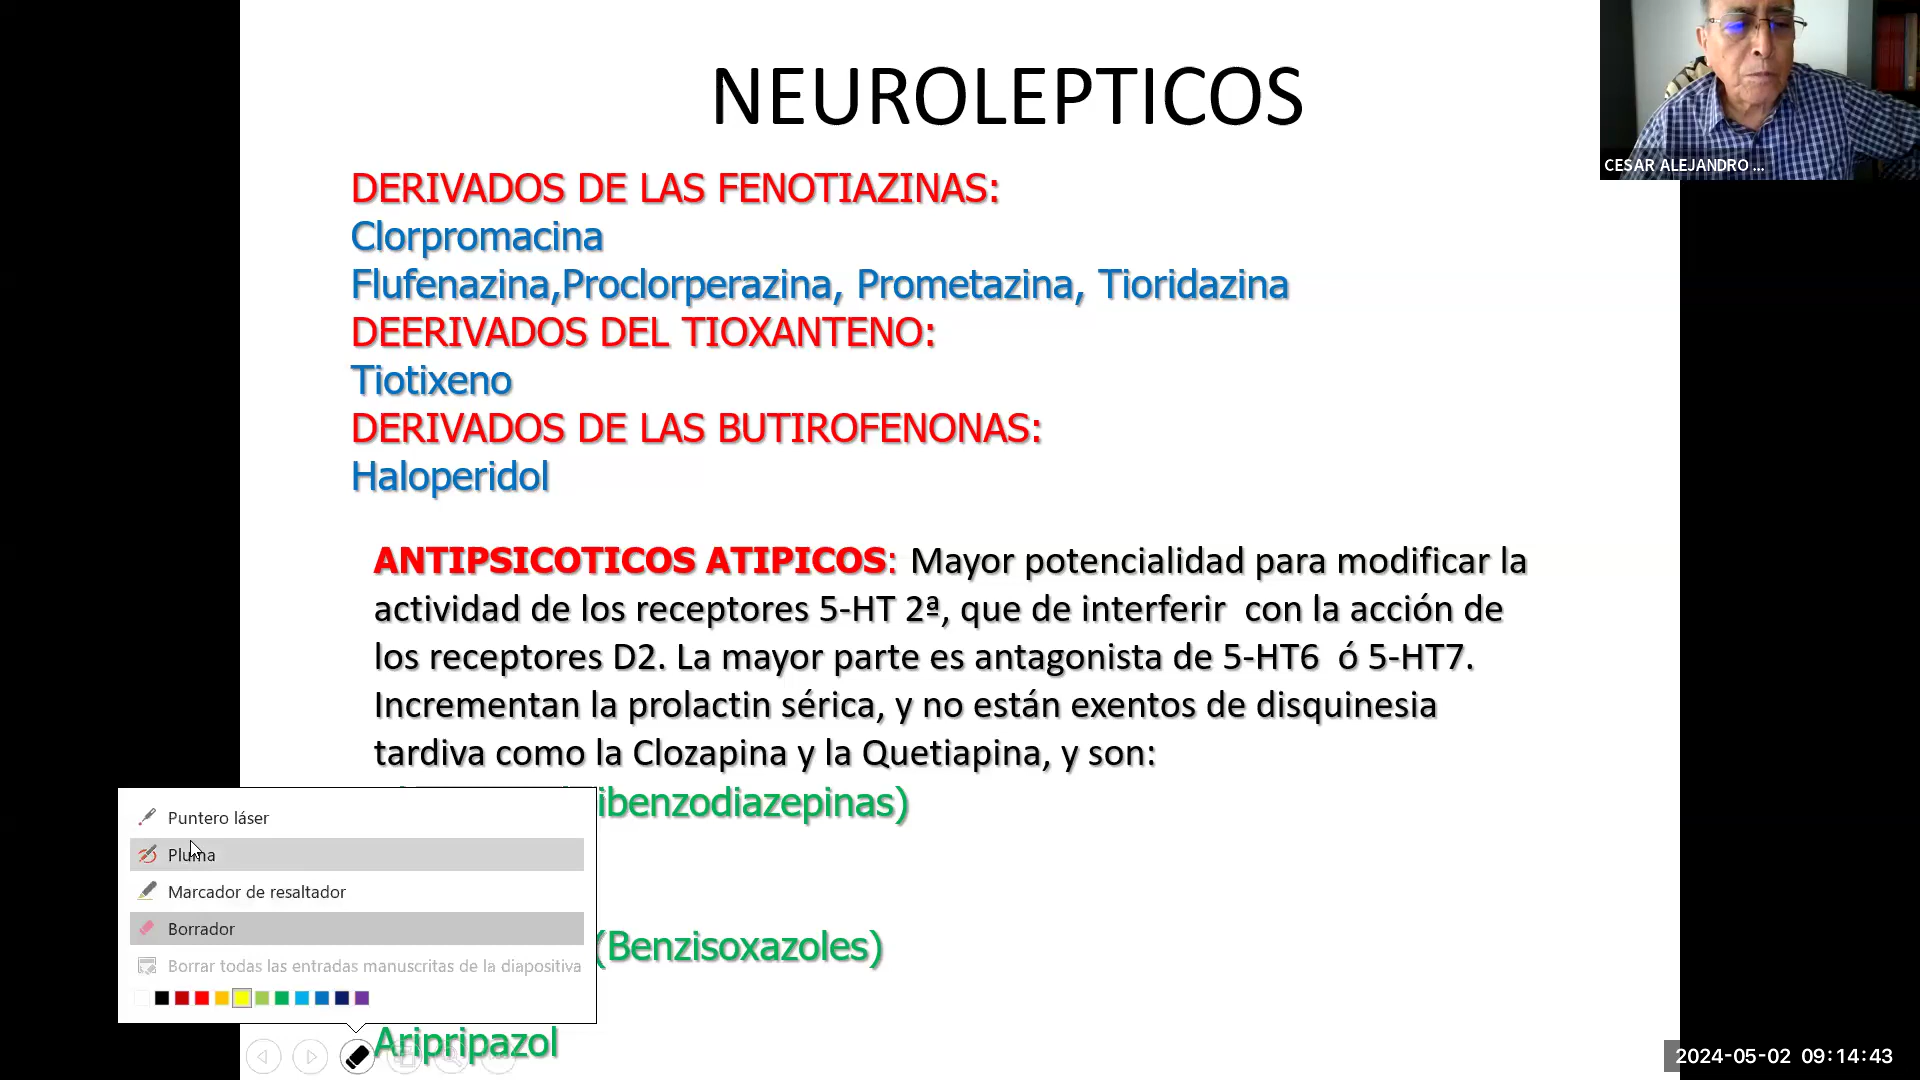 NEUROLEPTICOS
CESAR ALEJANDRO ...
DERIVADOS DE LAS FENOTIAZINAS:
Clorpromacina
Flufenazina,Proclorperazina, Prometazina, Tioridazina
DEERIVADOS DEL TIOXANTENO:
Tiotixeno
DERIVADOS DE LAS BUTIROFENONAS:
Haloperidol
ANTIPSICOTICOS ATIPICOS: Mayor potencialidad para modificar la
actividad de los receptores 5-HT 2ª, que de interferir con la acción de
los receptores D2. La mayor parte es antagonista de 5-HT6 ó 5-HT7.
Incrementan la prolactin sérica, y no están exentos de disquinesia
tardiva como la Clozapina y la Quetiapina, y son:
ibenzodiazepinas)
(Benzisoxazoles)
Aripripazol
Puntero láser
Pluma
Marcador de resaltador
Borrador
Borrar todas las entradas manuscritas de la diapositiva
2024-05-02 09:14:43